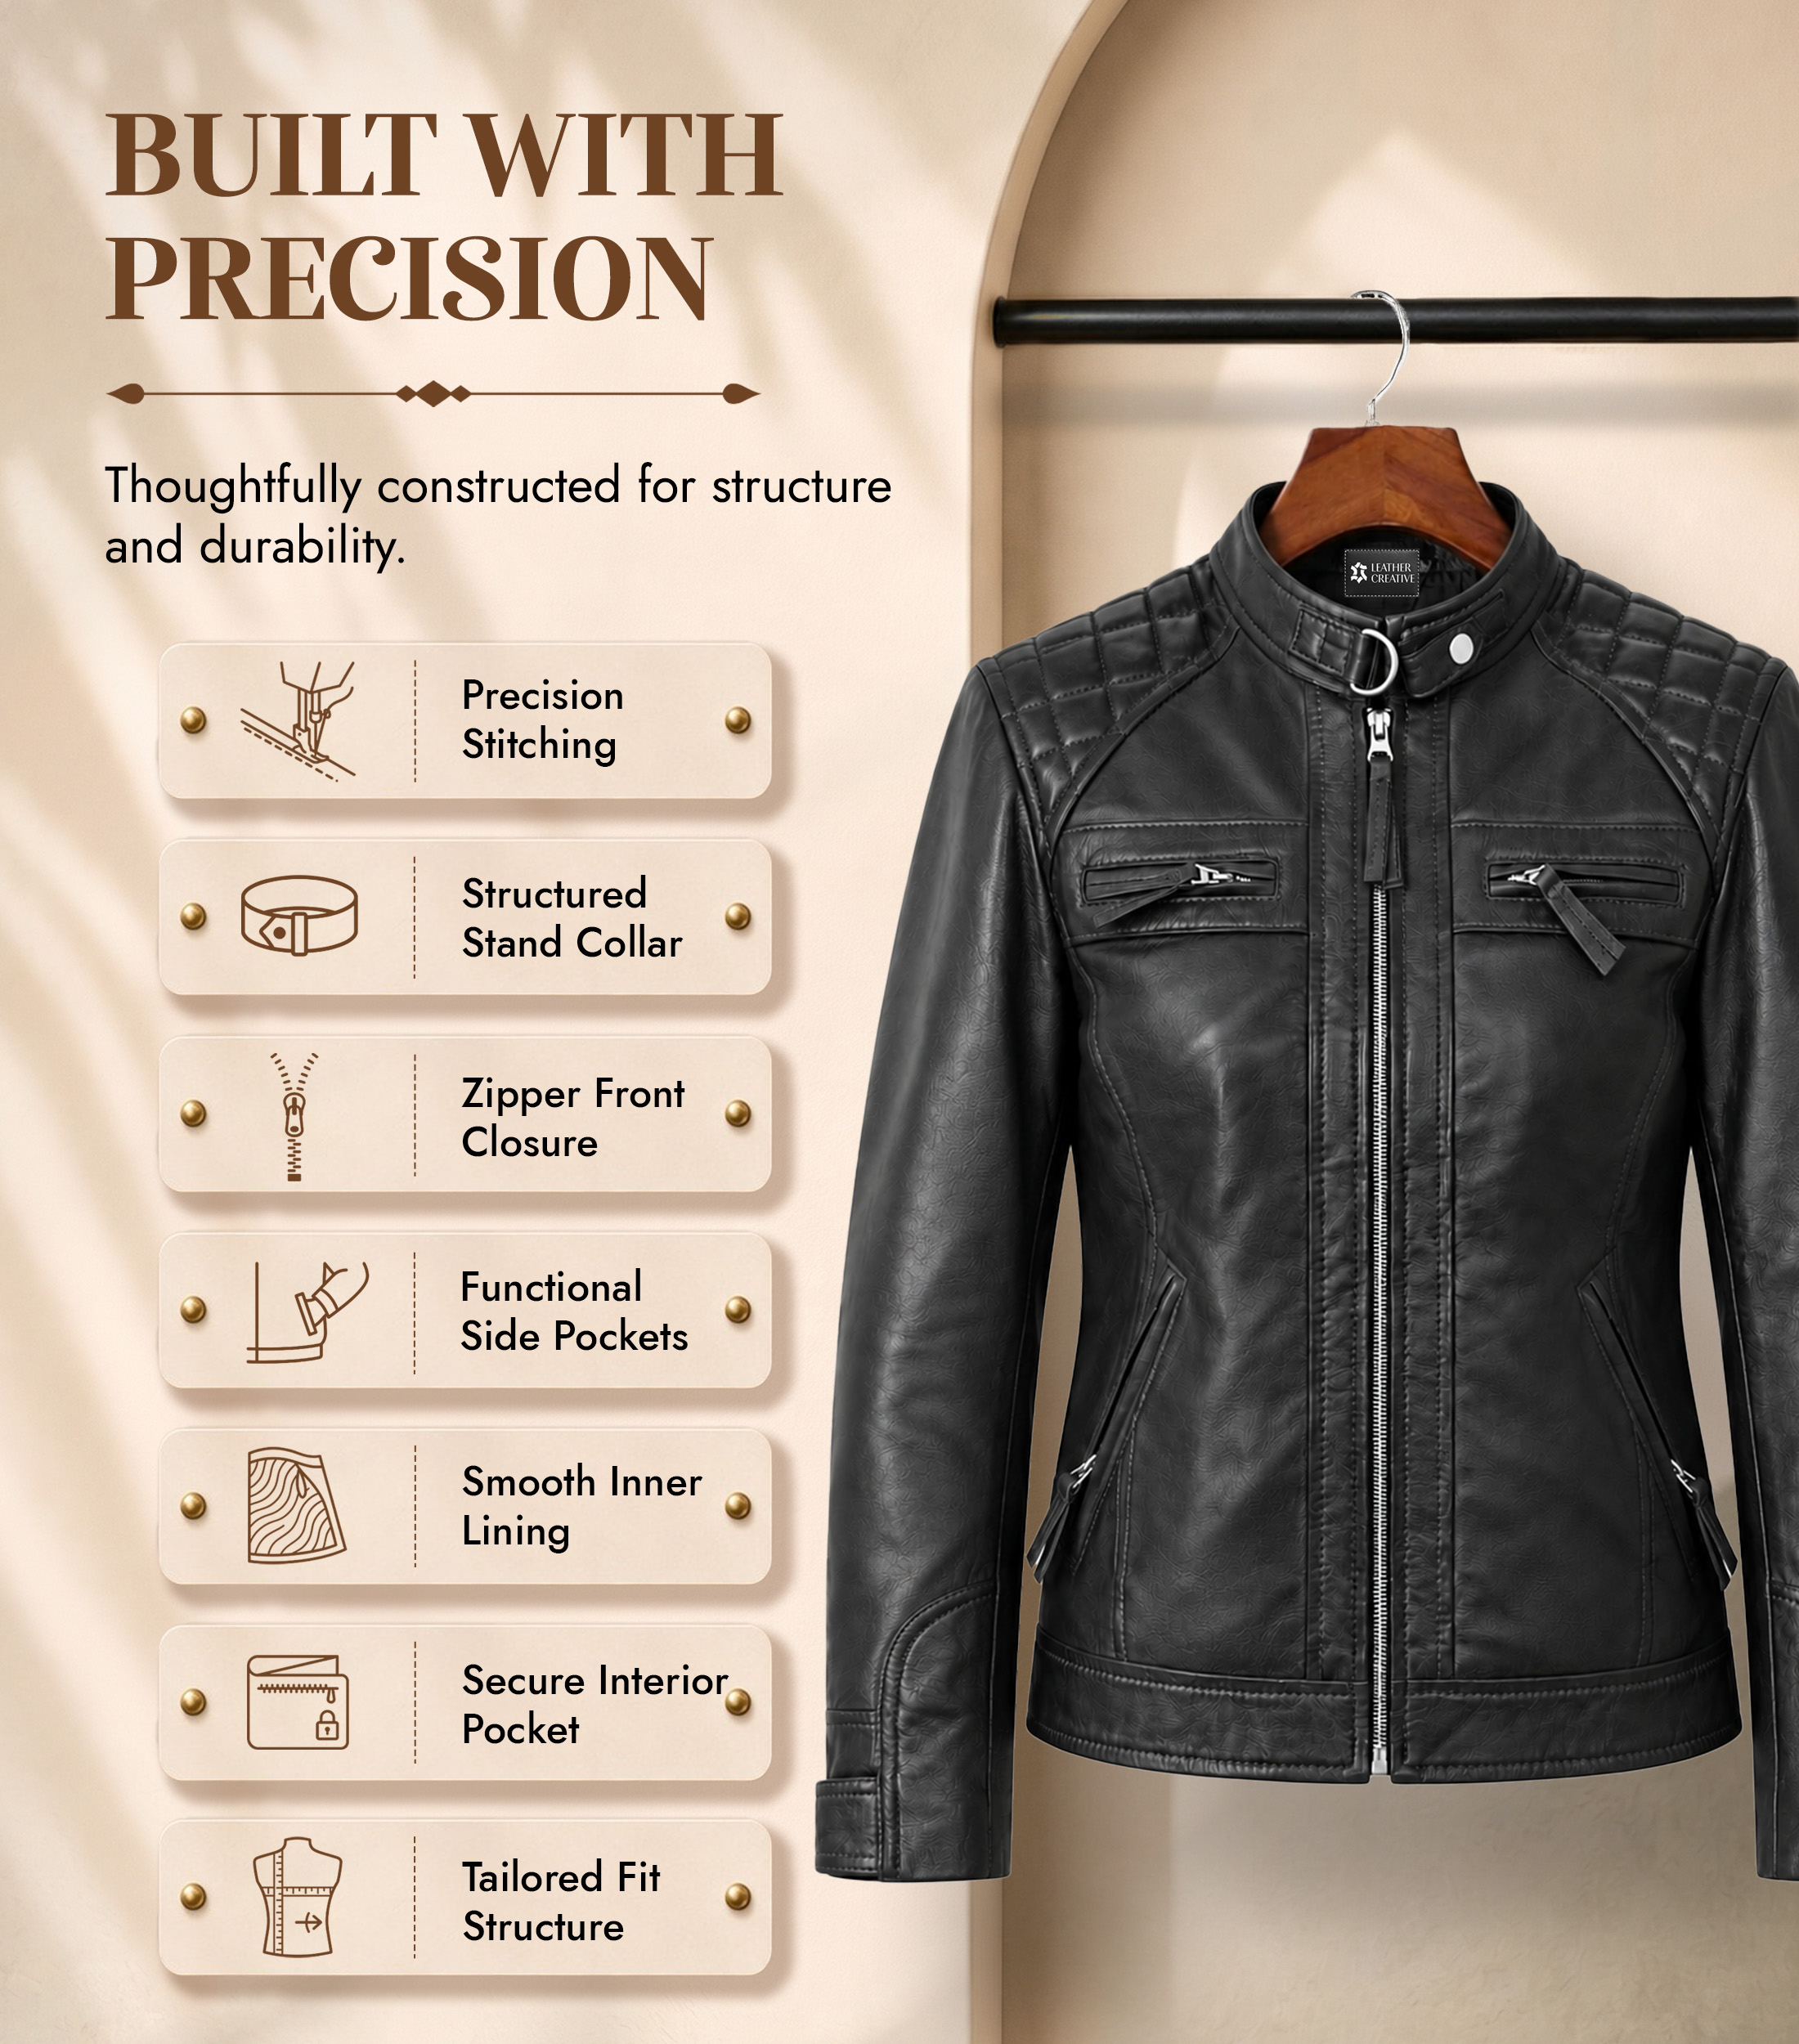 BUILT WITH
PRECISION
Thoughtfully constructed for structure
and durability.
Precision
Stitching
Structured
Stand Collar
Zipper Front
Closure
Functional
Side Pockets
Smooth Inner
Lining
Secure Interior
Pocket
Tailored Fit
Structure
LEATHER
CREATIVE